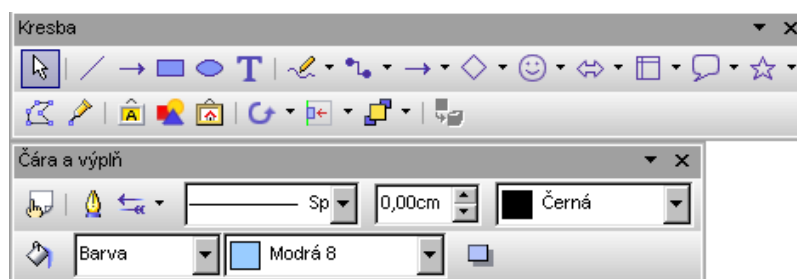 Kresba
Čára a výplň
Sp 0,00cm Černá
Barva Modrá 8